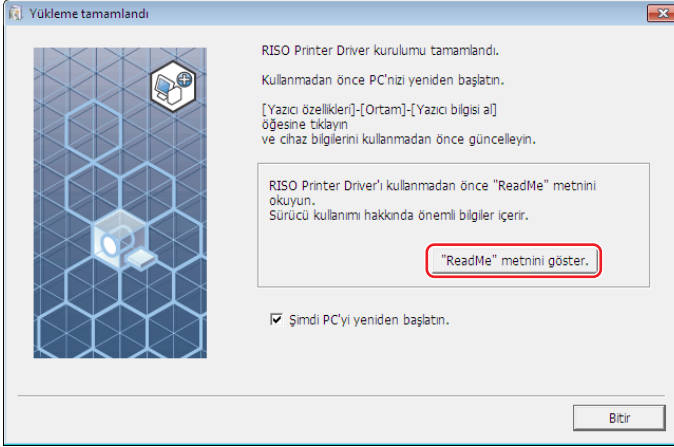 Yükleme tamamlandı
RISO Printer Driver kurulumu tamamlandı.
Kullanmadan önce PC'nizi yeniden başlatın.
[Yazıcı özellikleri]-[Ortam]-[Yazıcı bilgisi al]
öğesine tıklayın
ve cihaz bilgilerini kullanmadan önce güncelleyin.
RISO Printer Driver'ı kullanmadan önce "ReadMe" metnini
okuyun.
Sürücü kullanımı hakkında önemli bilgiler içerir.
"ReadMe" metnini göster.
Şimdi PC'yi yeniden başlatın.
Bitir